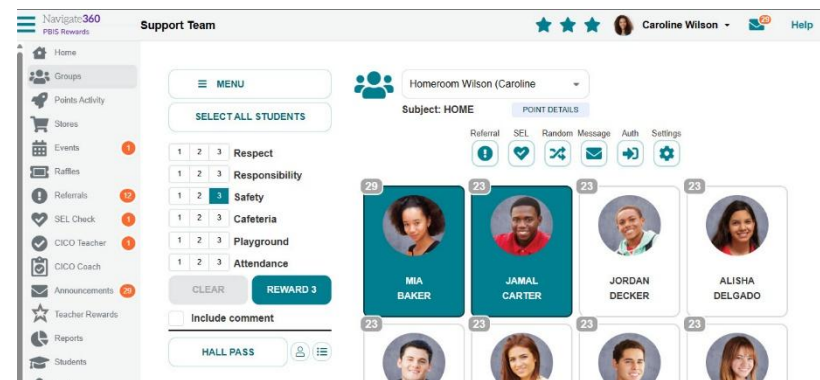 Navigate360
PBIS Rewards
Support Team
Caroline Wilson
29
Help
Home
Groups
Points Activity
Stores
Events 1
Raffles
Referrals 12
SEL Check 1
CICO Teacher 1
CICO Coach
Announcements 29
Teacher Rewards
Reports
Students
MENU
SELECT ALL STUDENTS
1 2 3 Respect
1 2 3 Responsibility
1 2 3 Safety
1 2 3 Cafeteria
1 2 3 Playground
1 2 3 Attendance
CLEAR REWARD 3
Include comment
HALL PASS
Homeroom Wilson (Caroline
Subject: HOME POINT DETAILS
Referral SEL Random Message Auth Settings
29 23 23 23
MIA BAKER
JAMAL CARTER
JORDAN DECKER
ALISHA DELGADO
23 23 23 23